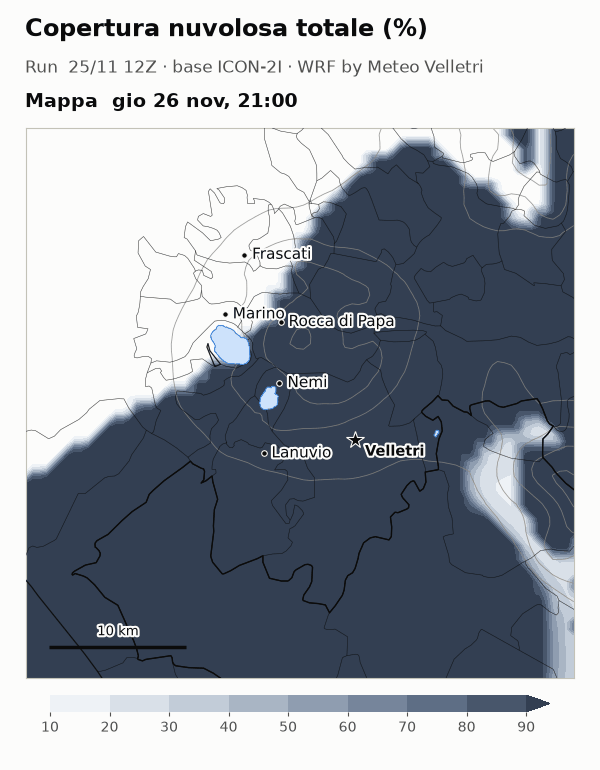 Copertura nuvolosa totale (%)
Run  25/11 12Z · base ICON-2I · WRF by Meteo Velletri
Mappa  gio 26 nov, 21:00
Frascati
Marino
Rocca di Papa
Nemi
Velletri
Lanuvio
10 km
10 20 30 40 50 60 70 80 90